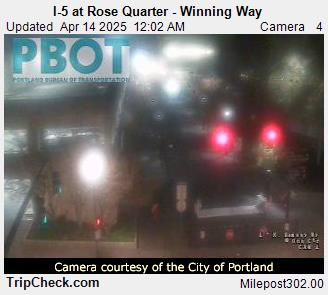 I-5 at Rose Quarter - Winning Way
Updated Apr 14 2025 12:02 AM Camera 4
PBOT
PORTLAND BUREAU OF TRANSPORTATION
Camera courtesy of the City of Portland
TripCheck.com Milepost302.00